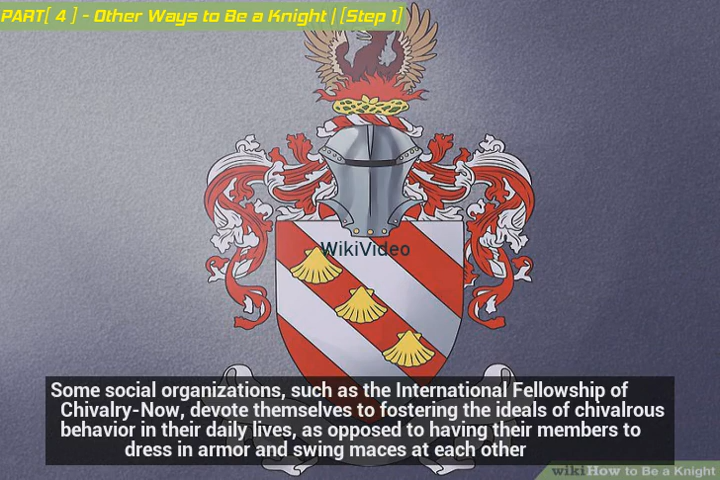 PART[ 4 ] - Other Ways to Be a Knight | [Step 1]
WikiVideo
Some social organizations, such as the International Fellowship of
Chivalry-Now, devote themselves to fostering the ideals of chivalrous
behavior in their daily lives, as opposed to having their members to
dress in armor and swing maces at each other
wikiHow to Be a Knight